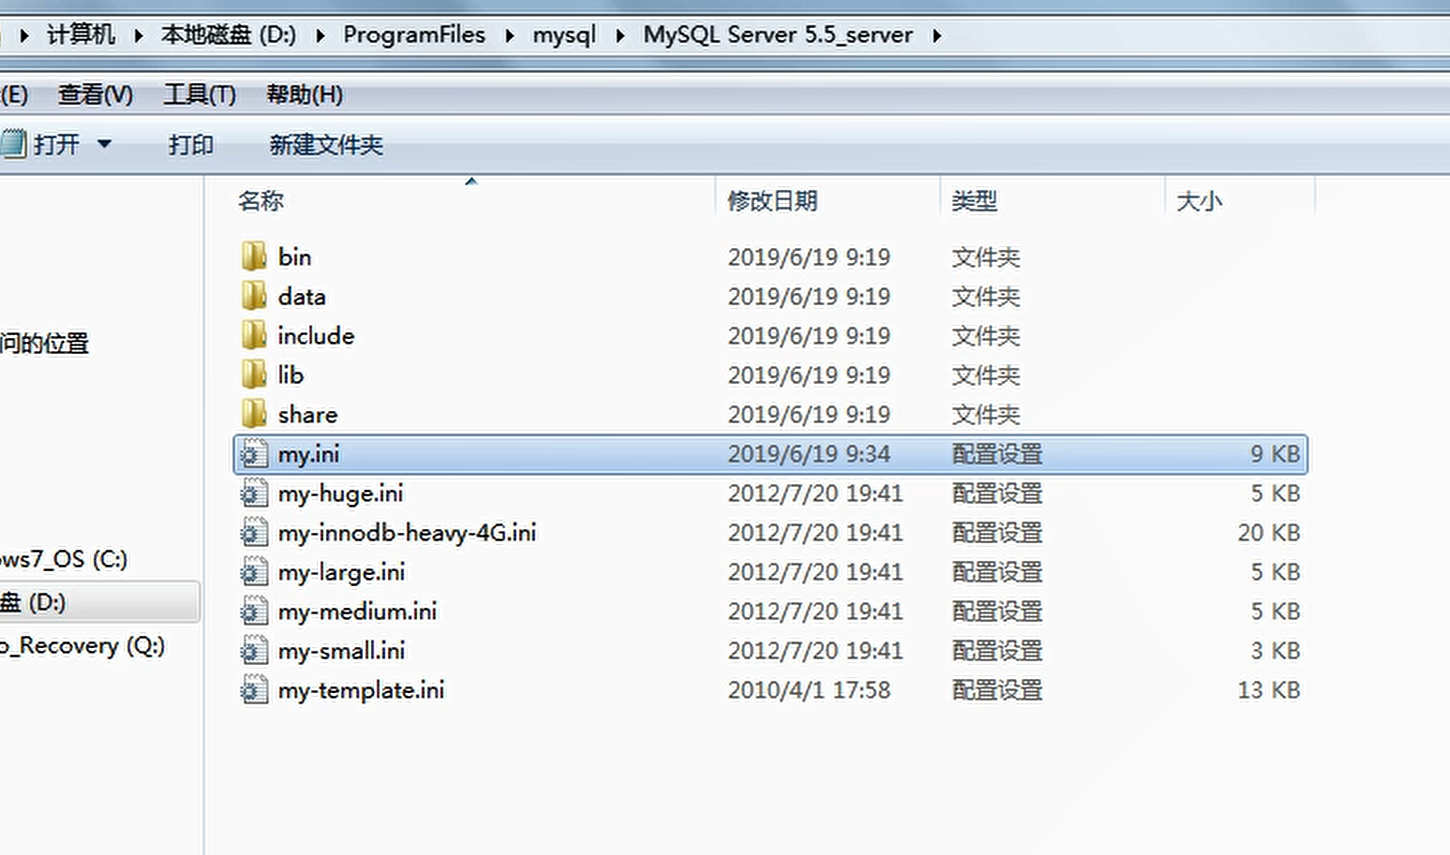 计算机 本地磁盘 (D:) ProgramFiles mysql MySQL Server 5.5_server
(E) 查看(V) 工具(T) 帮助(H)
打开 打印 新建文件夹
名称 修改日期 类型 大小
bin 2019/6/19 9:19 文件夹
data 2019/6/19 9:19 文件夹
include 2019/6/19 9:19 文件夹
问的位置
lib 2019/6/19 9:19 文件夹
share 2019/6/19 9:19 文件夹
my.ini 2019/6/19 9:34 配置设置 9 KB
my-huge.ini 2012/7/20 19:41 配置设置 5 KB
my-innodb-heavy-4G.ini 2012/7/20 19:41 配置设置 20 KB
ows7_OS (C:)
my-large.ini 2012/7/20 19:41 配置设置 5 KB
盘 (D:)
my-medium.ini 2012/7/20 19:41 配置设置 5 KB
o_Recovery (Q:)
my-small.ini 2012/7/20 19:41 配置设置 3 KB
my-template.ini 2010/4/1 17:58 配置设置 13 KB